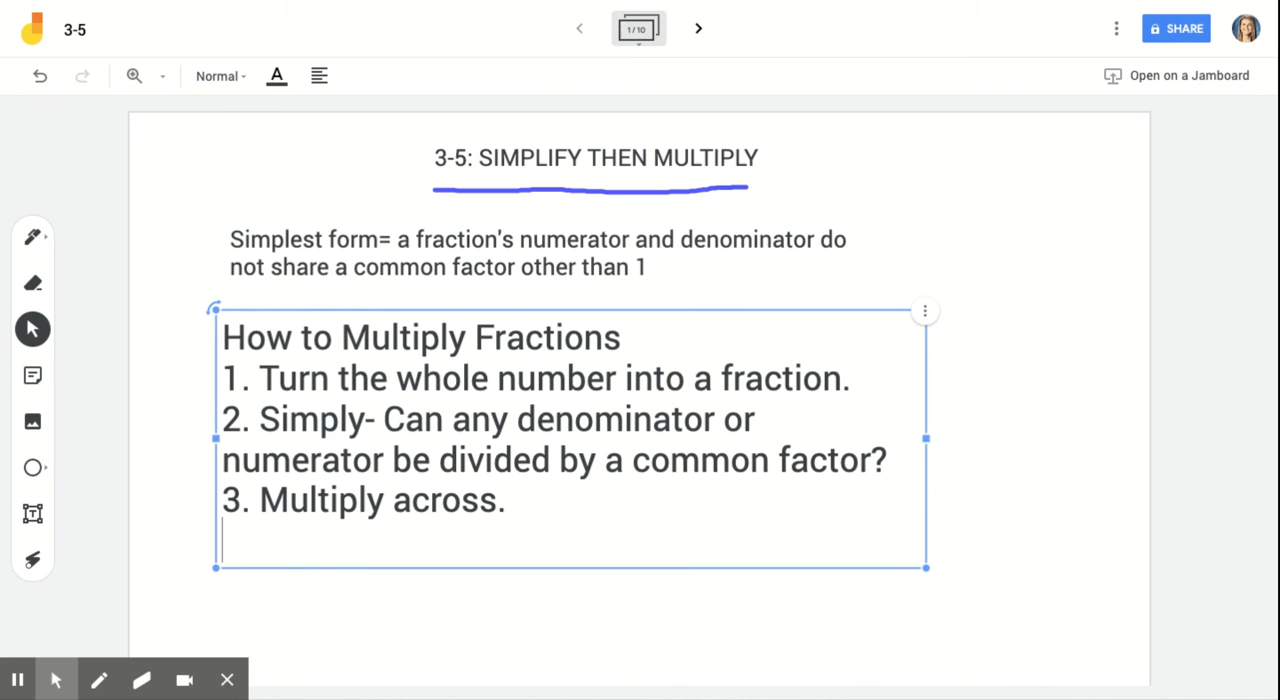 3-5
1 / 10
SHARE
Normal
A
Open on a Jamboard
3-5: SIMPLIFY THEN MULTIPLY
Simplest form= a fraction's numerator and denominator do
not share a common factor other than 1
How to Multiply Fractions
1. Turn the whole number into a fraction.
2. Simply- Can any denominator or
numerator be divided by a common factor?
3. Multiply across.